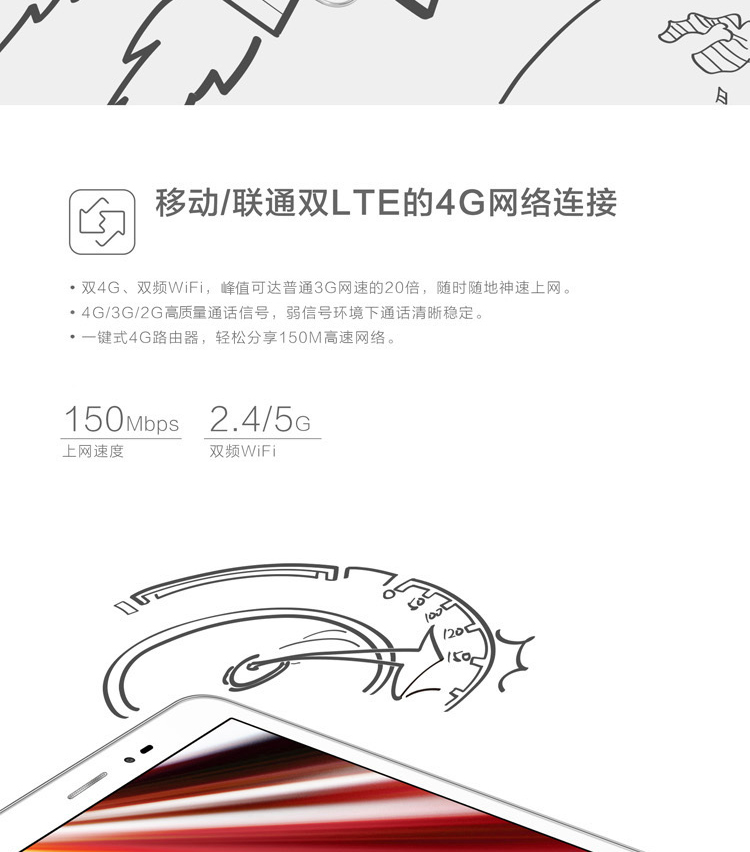 移动/联通双LTE的4G网络连接
• 双4G、双频WiFi，峰值可达普通3G网速的20倍，随时随地神速上网。
• 4G/3G/2G高质量通话信号，弱信号环境下通话清晰稳定。
• 一键式4G路由器，轻松分享150M高速网络。
150Mbps 2.4/5G
上网速度 双频WiFi
0
100
120
150